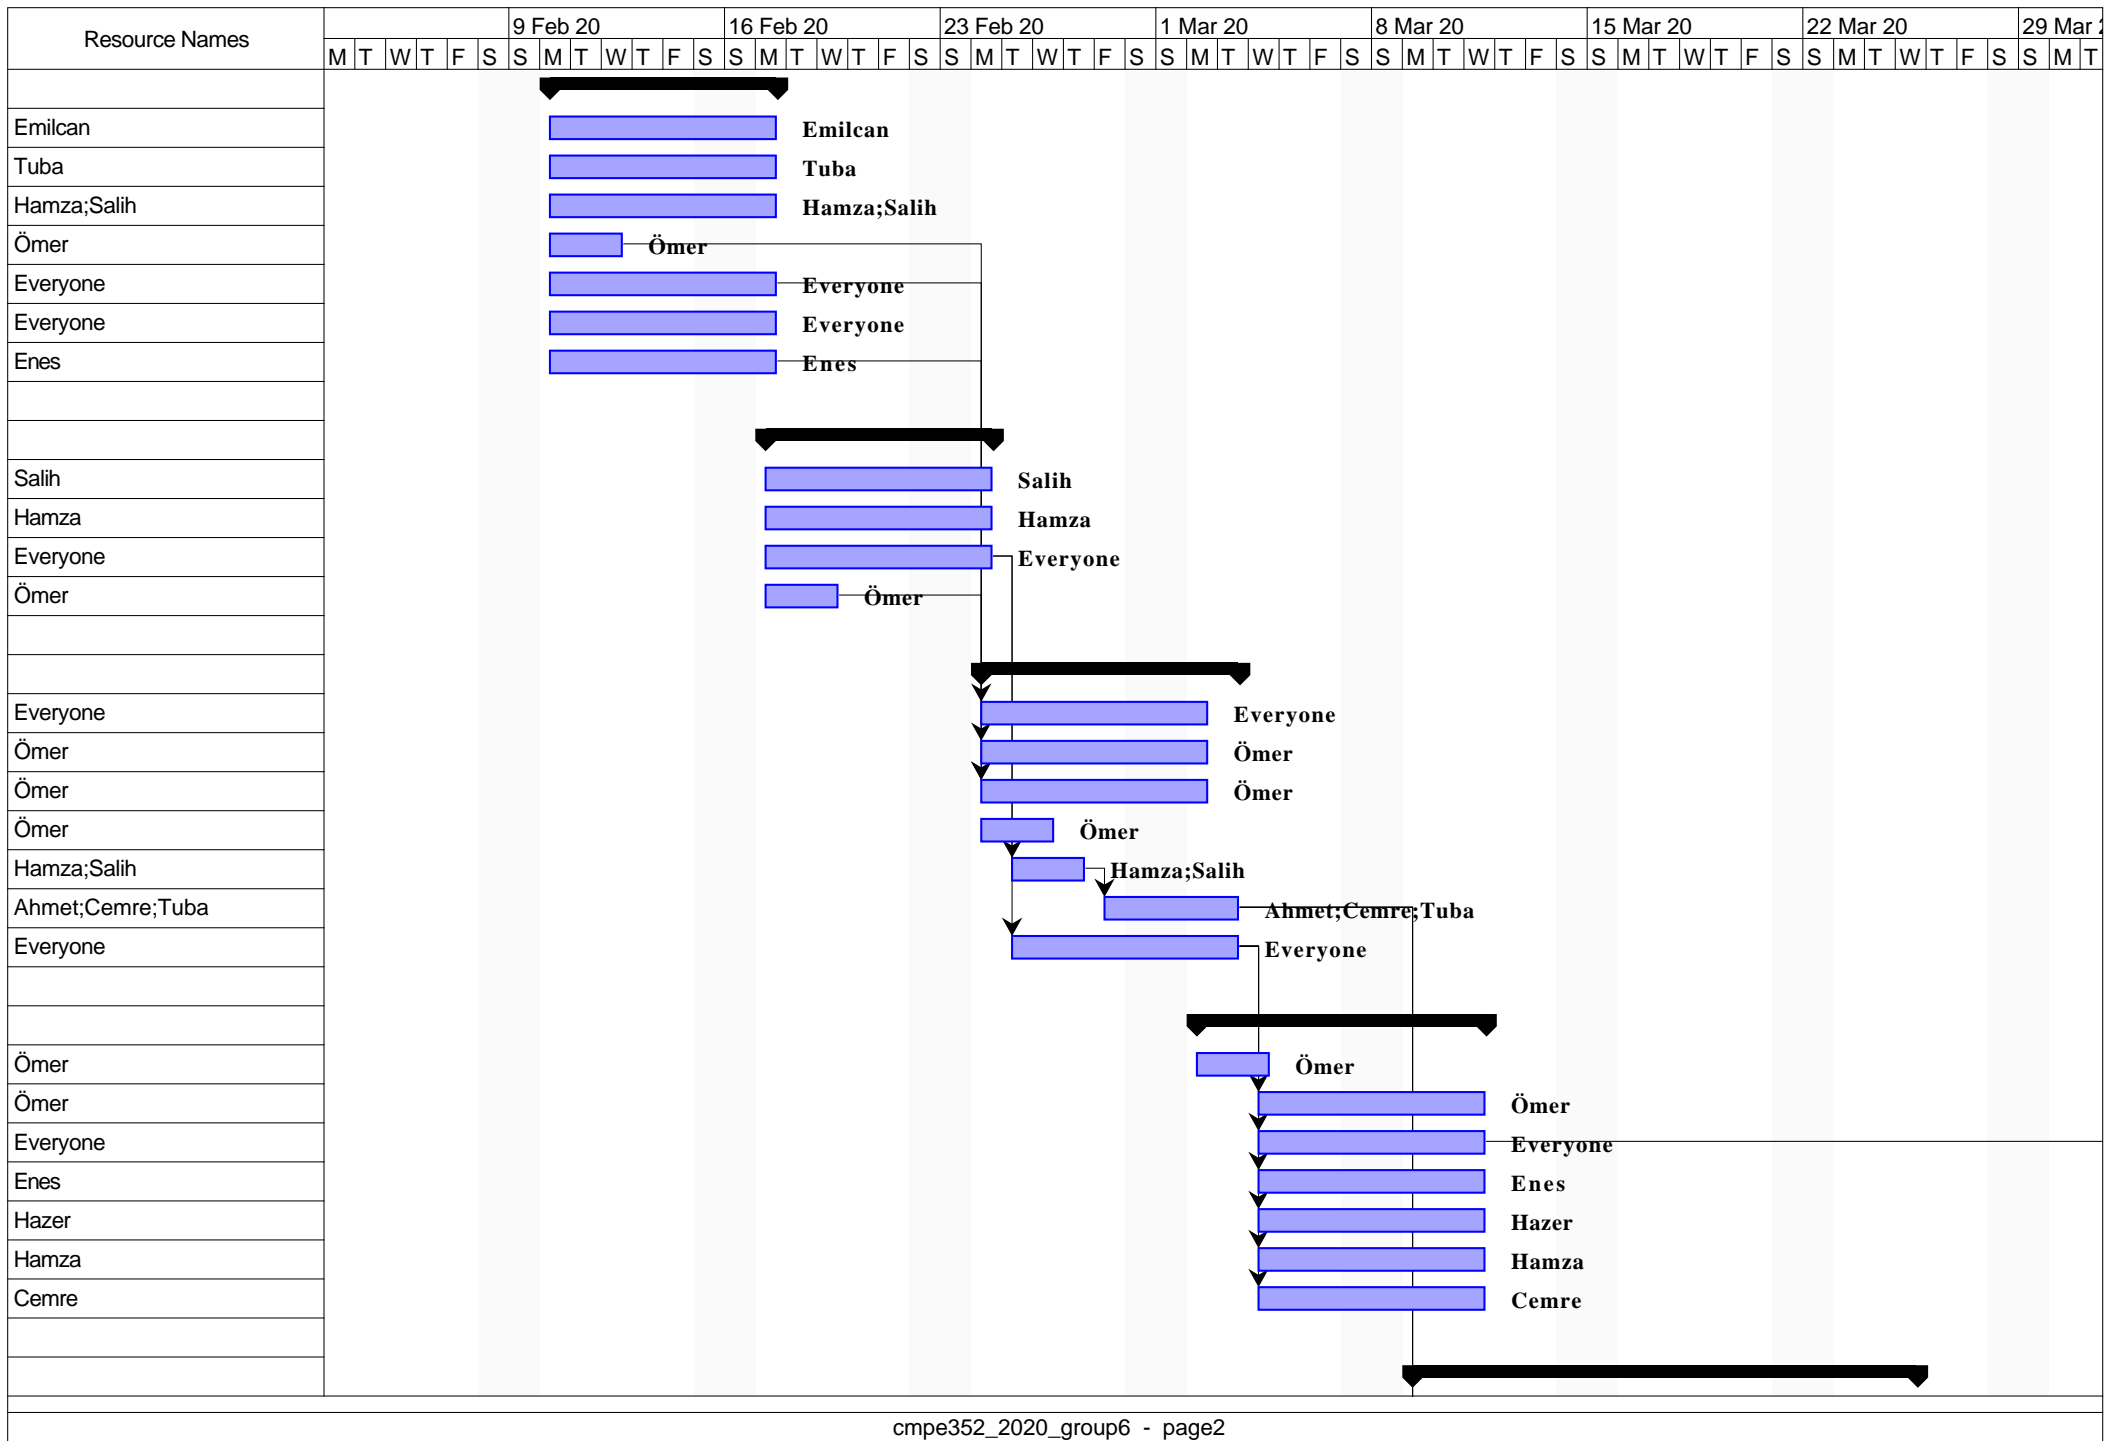 Resource Names
9 Feb 20 16 Feb 20 23 Feb 20 1 Mar 20 8 Mar 20 15 Mar 20 22 Mar 20 29 Mar
M T W T F S S M T W T F S S M T W T F S S M T W T F S S M T W T F S S M T W T F S S M T W T F S S M T W T F S S M T
Emilcan Emilcan
Tuba Tuba
Hamza;Salih Hamza;Salih
Ömer Ömer
Everyone Everyone
Everyone Everyone
Enes Enes
Salih Salih
Hamza Hamza
Everyone Everyone
Ömer Ömer
Everyone Everyone
Ömer Ömer
Ömer Ömer
Ömer Ömer
Hamza;Salih Hamza;Salih
Ahmet;Cemre;Tuba Ahmet;Cemre;Tuba
Everyone Everyone
Ömer Ömer
Ömer Ömer
Everyone Everyone
Enes Enes
Hazer Hazer
Hamza Hamza
Cemre Cemre
cmpe352_2020_group6 - page2